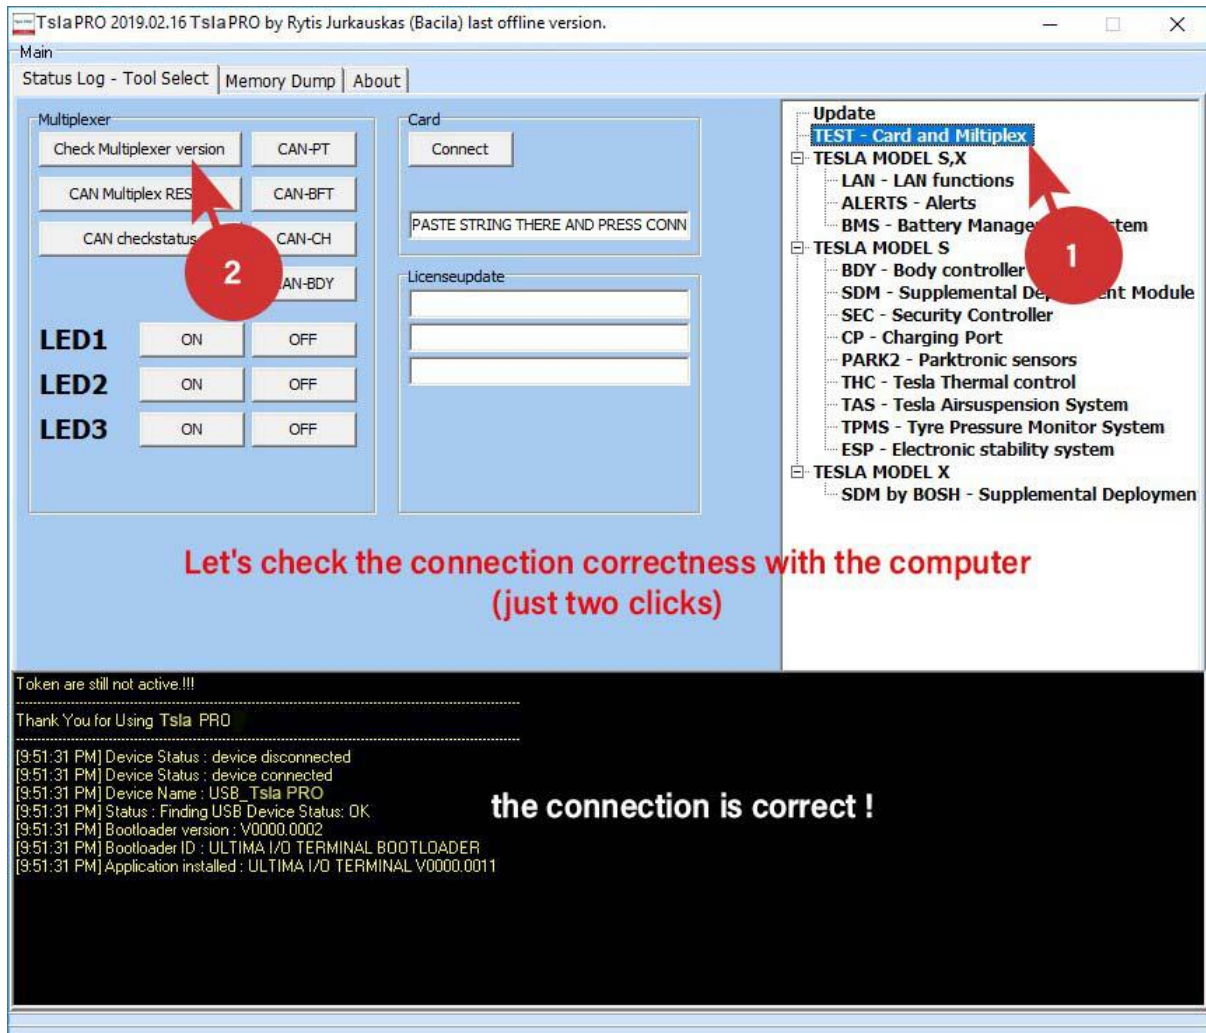 TslaPRO 2019.02.16 TslaPRO by Rytis Jurkauskas (Bacila) last offline version.
Main
Status Log - Tool Select
Memory Dump
About
Multiplexer
Check Multiplexer version
CAN-PT
CAN Multiplex RES
CAN-BFT
CAN checkstatus
CAN-CH
AN-BDY
2
LED1
ON
OFF
LED2
ON
OFF
LED3
ON
OFF
Card
Connect
PASTE STRING THERE AND PRESS CONN
Licenseupdate
Update
TEST - Card and Miltiplex
TESLA MODEL S,X
LAN - LAN functions
ALERTS - Alerts
BMS - Battery Manage stem
1
TESLA MODEL S
BDY - Body controller
SDM - Supplemental De ent Module
SEC - Security Controller
CP - Charging Port
PARK2 - Parktronic sensors
THC - Tesla Thermal control
TAS - Tesla Airsuspension System
TPMS - Tyre Pressure Monitor System
ESP - Electronic stability system
TESLA MODEL X
SDM by BOSH - Supplemental Deploymen
Let's check the connection correctness with the computer
(just two clicks)
Token are still not active.!!!
Thank You for Using Tsla PRO
[9:51:31 PM] Device Status : device disconnected
[9:51:31 PM] Device Status : device connected
[9:51:31 PM] Device Name : USB_Tsla PRO
[9:51:31 PM] Status : Finding USB Device Status: OK
[9:51:31 PM] Bootloader version : V0000.0002
[9:51:31 PM] Bootloader ID : ULTIMA I/O TERMINAL BOOTLOADER
[9:51:31 PM] Application installed : ULTIMA I/O TERMINAL V0000.0011
the connection is correct !